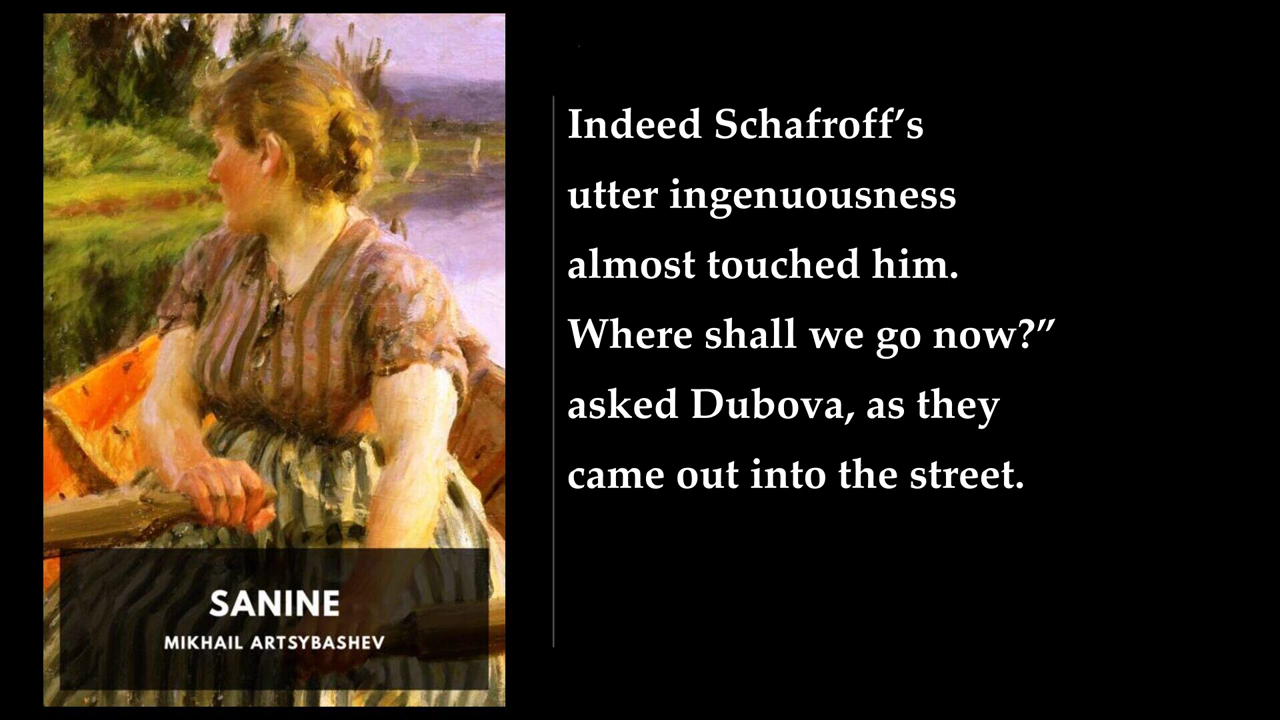 Indeed Schafroff’s
utter ingenuousness
almost touched him.
Where shall we go now?”
asked Dubova, as they
came out into the street.
SANINE
MIKHAIL ARTSYBASHEV